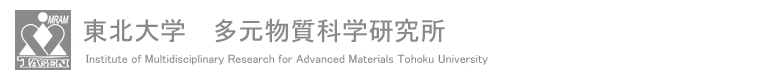 IMRAM
東北大学　多元物質科学研究所
Institute of Multidisciplinary Research for Advanced Materials Tohoku University